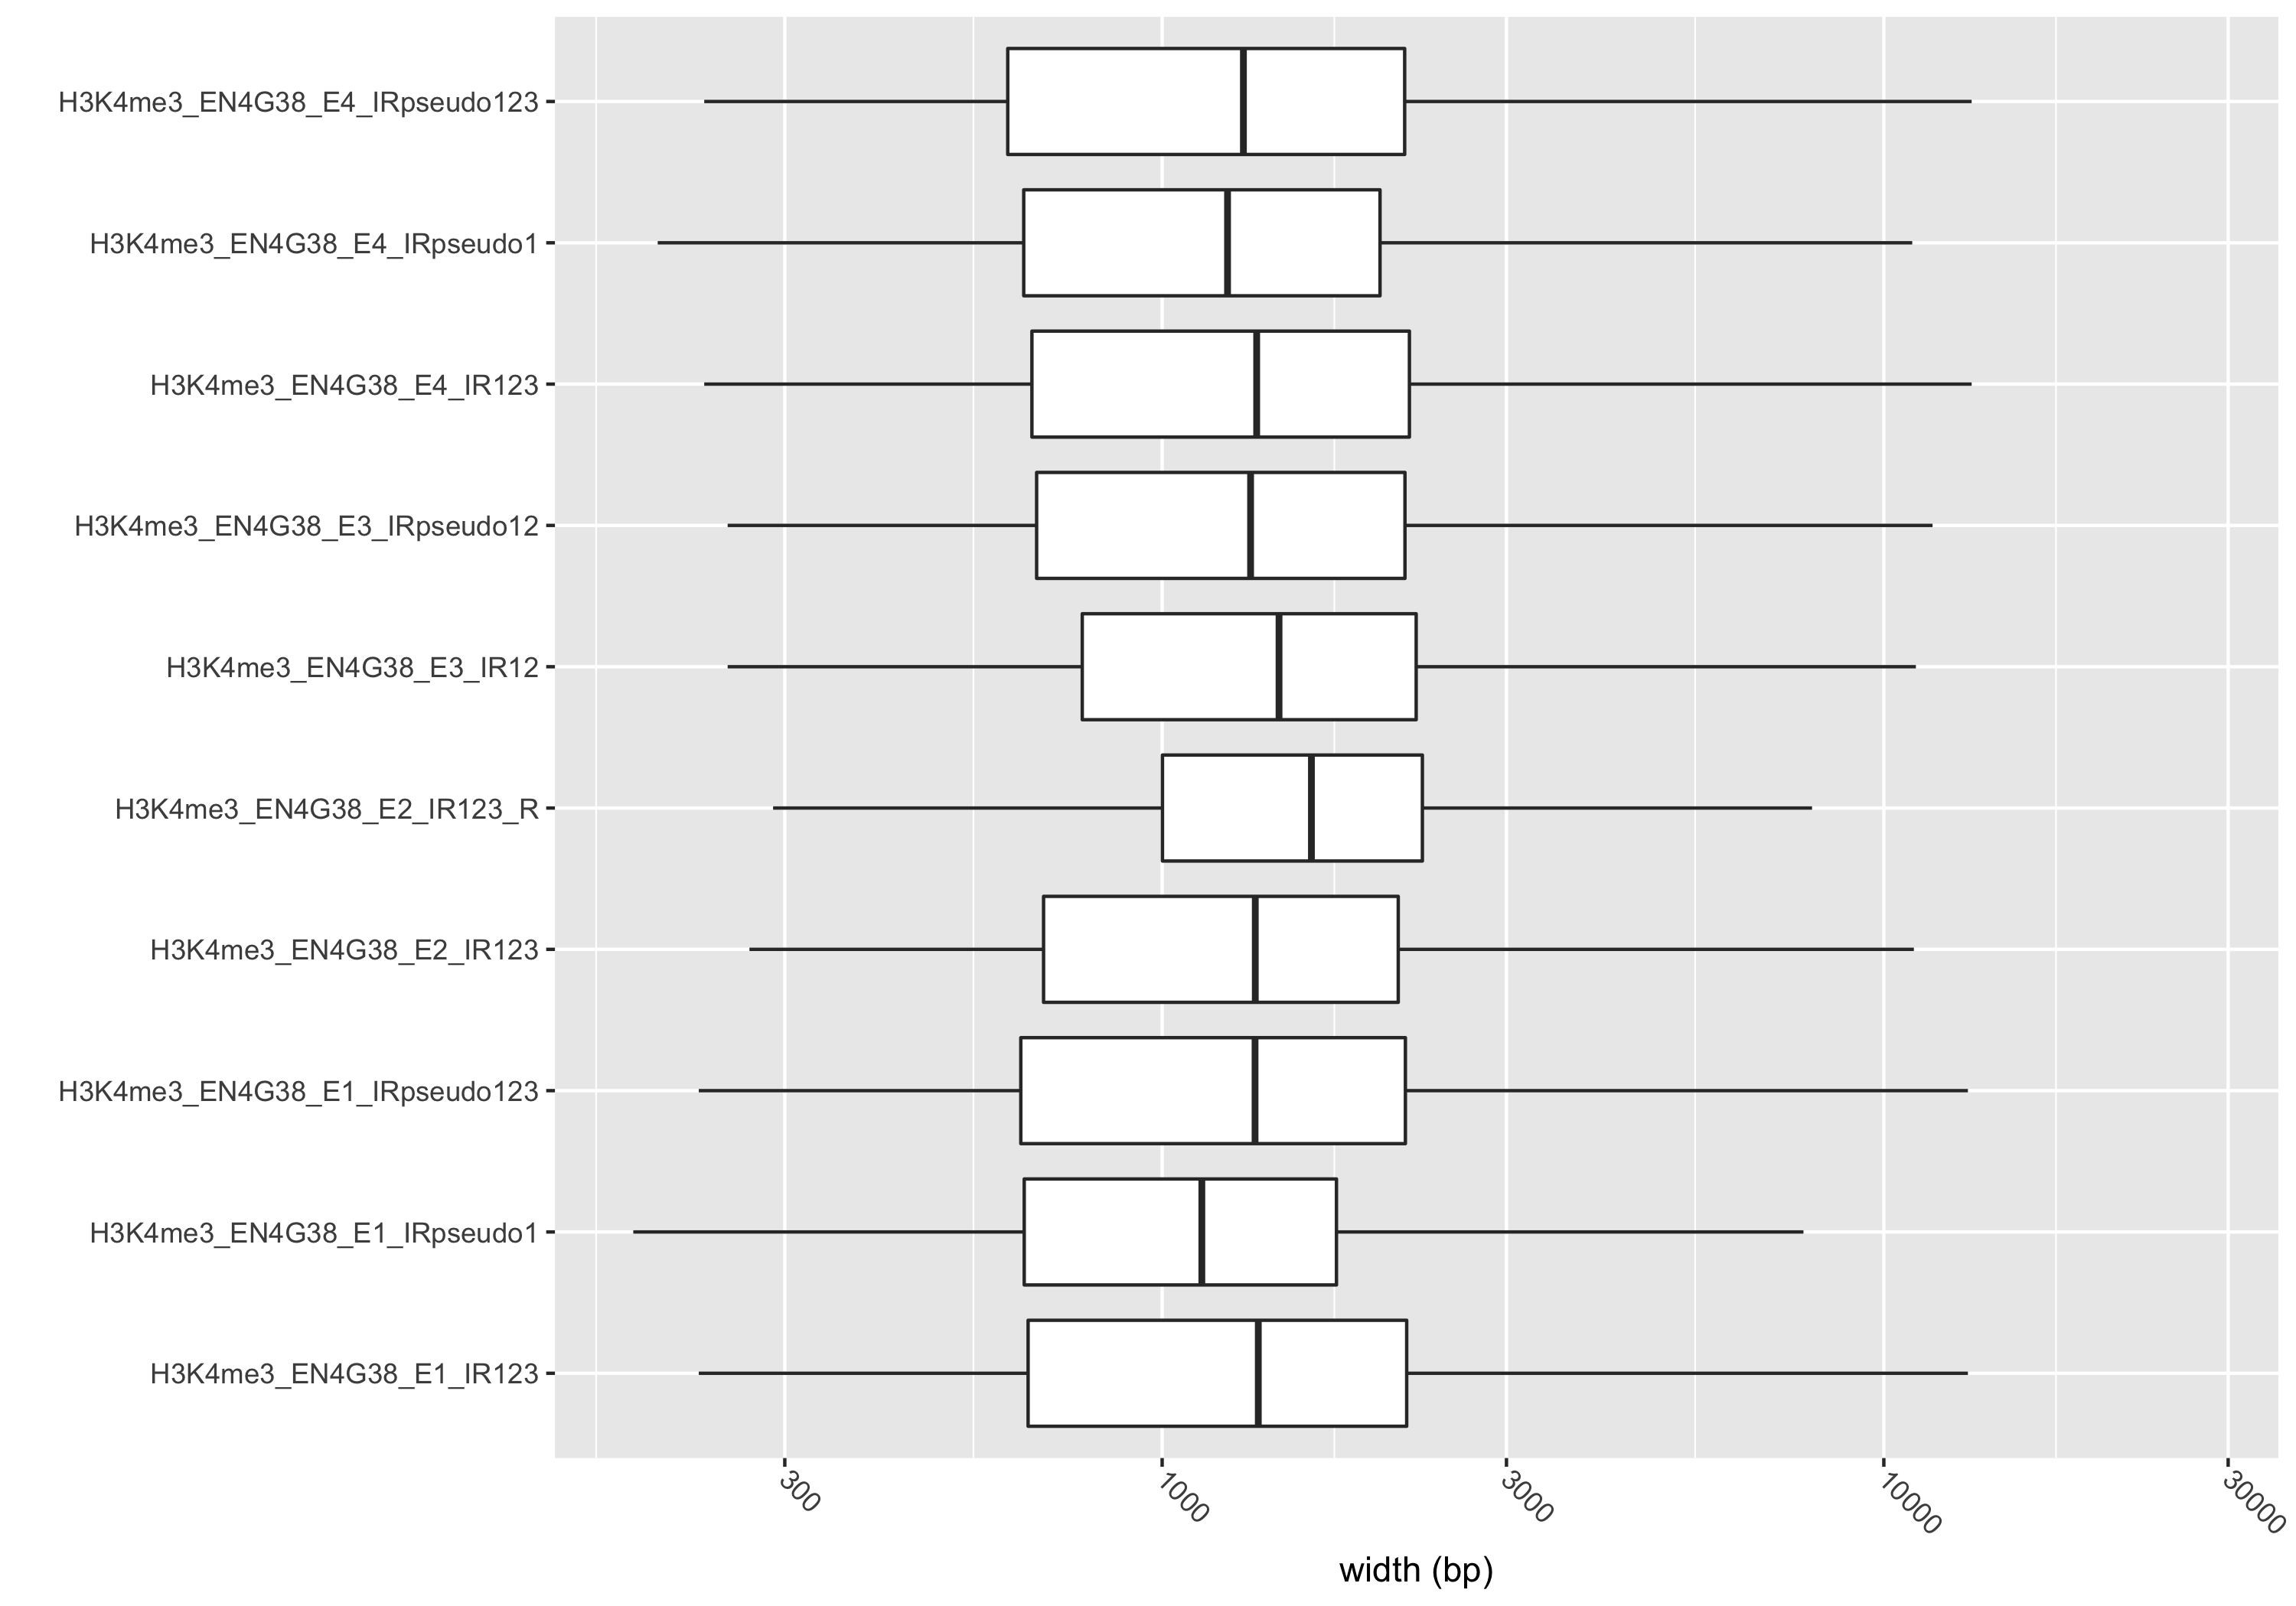 H3K4me3_EN4G38_E4_IRpseudo123
H3K4me3_EN4G38_E4_IRpseudo1
H3K4me3_EN4G38_E4_IR123
H3K4me3_EN4G38_E3_IRpseudo12
H3K4me3_EN4G38_E3_IR12
H3K4me3_EN4G38_E2_IR123_R
H3K4me3_EN4G38_E2_IR123
H3K4me3_EN4G38_E1_IRpseudo123
H3K4me3_EN4G38_E1_IRpseudo1
H3K4me3_EN4G38_E1_IR123
300
1000
3000
10000
30000
width (bp)